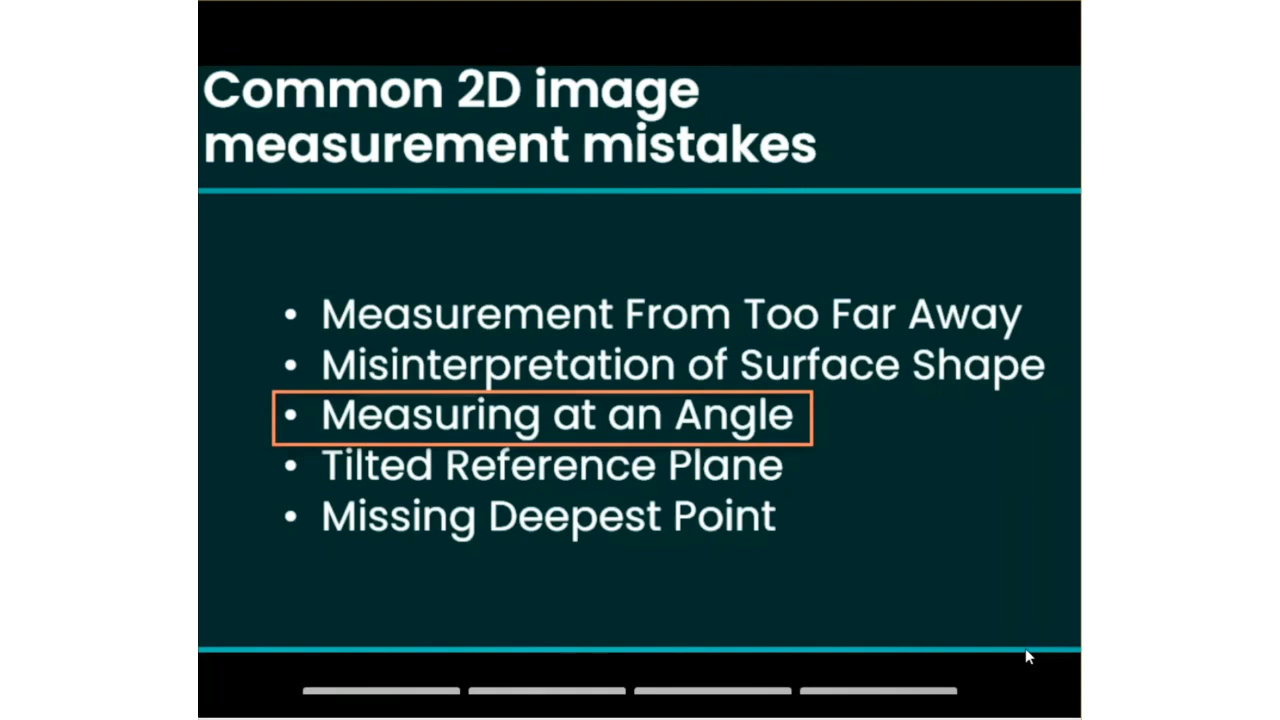 Common 2D image
measurement mistakes
• Measurement From Too Far Away
• Misinterpretation of Surface Shape
• Measuring at an Angle
• Tilted Reference Plane
• Missing Deepest Point